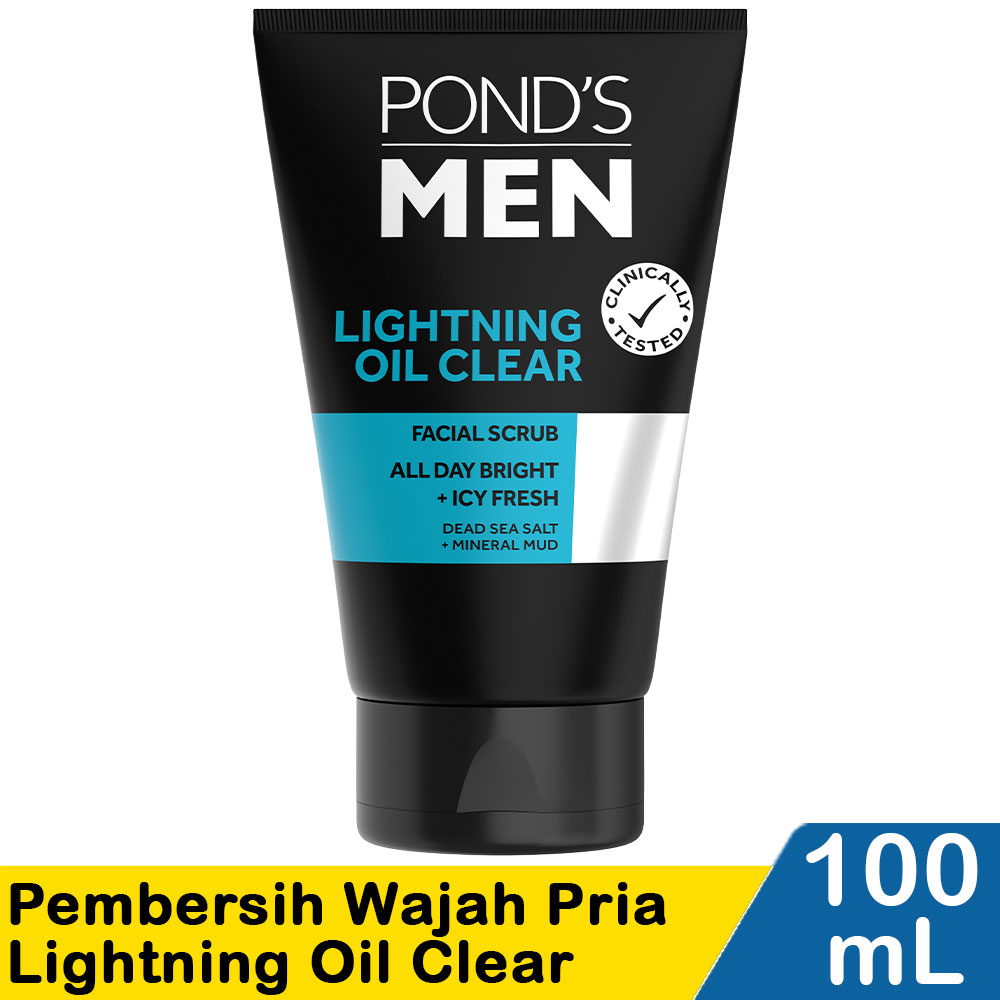 POND'S
MEN
CLINICALLY
TESTED
LIGHTNING
OIL CLEAR
FACIAL SCRUB
ALL DAY BRIGHT
+ ICY FRESH
DEAD SEA SALT
+ MINERAL MUD
Pembersih Wajah Pria
Lightning Oil Clear
100
mL